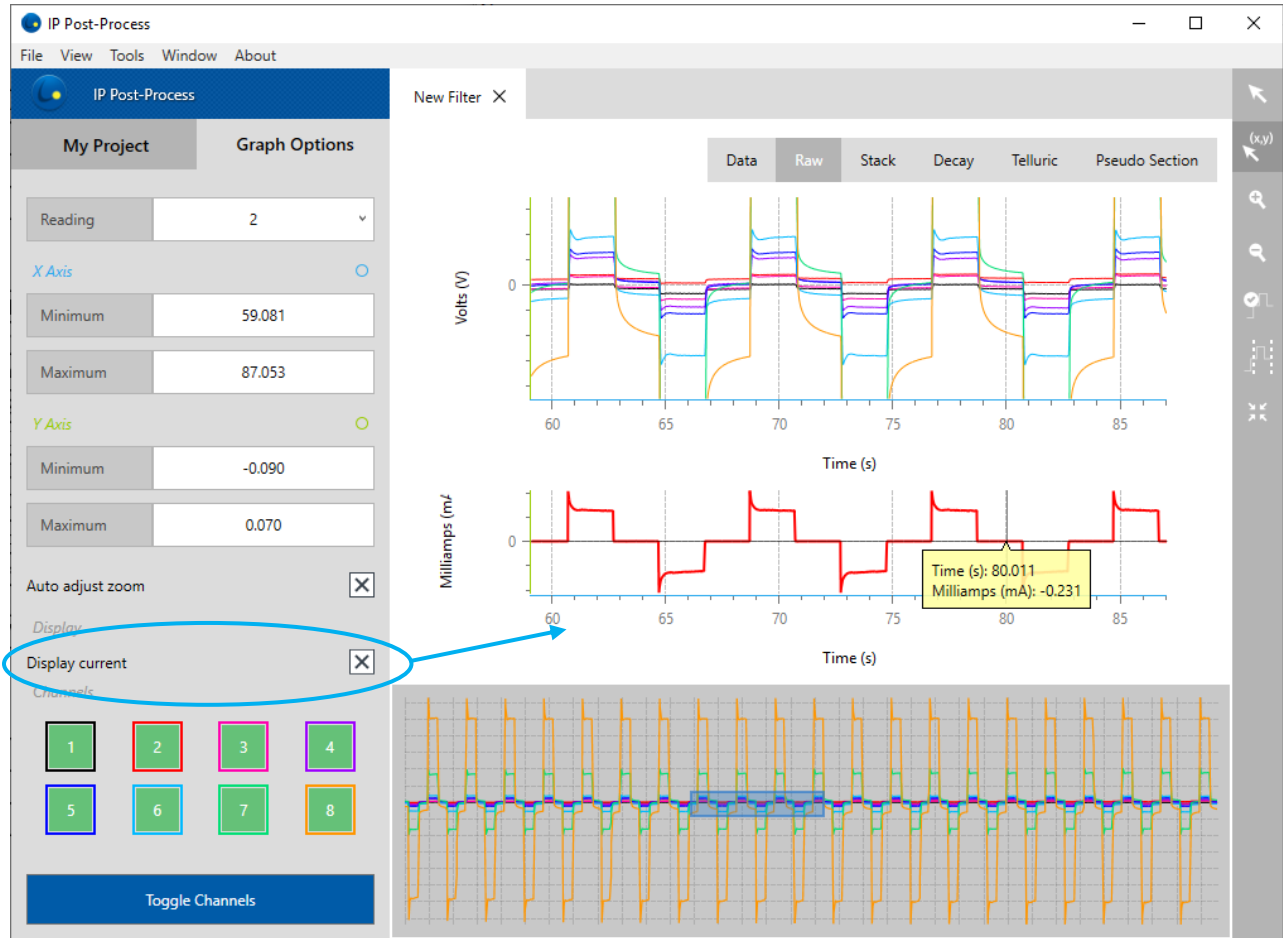 IP Post-Process
File View Tools Window About
IP Post-Process
My Project Graph Options
Reading 2
X Axis
Minimum 59.081
Maximum 87.053
Y Axis
Minimum -0.090
Maximum 0.070
Auto adjust zoom
Display
Display current
Channels
1 2 3 4
5 6 7 8
Toggle Channels
New Filter
Data Raw Stack Decay Telluric Pseudo Section
Volts (V)
0
60 65 70 75 80 85
Time (s)
Milliamps (mA
0
Time (s): 80.011
Milliamps (mA): -0.231
60 65 70 75 80 85
Time (s)
(x,y)